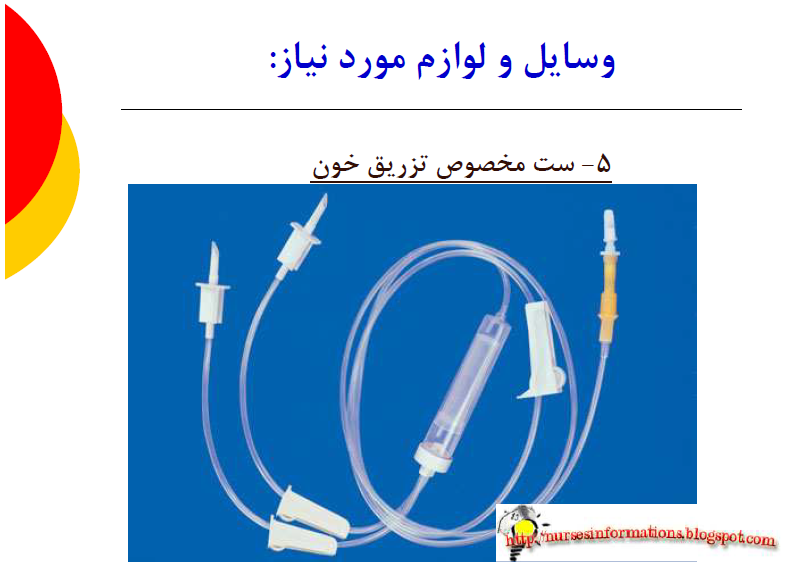 وسایل و لوازم مورد نیاز:
۵- ست مخصوص تزریق خون
http://nursesinformations.blogspot.com